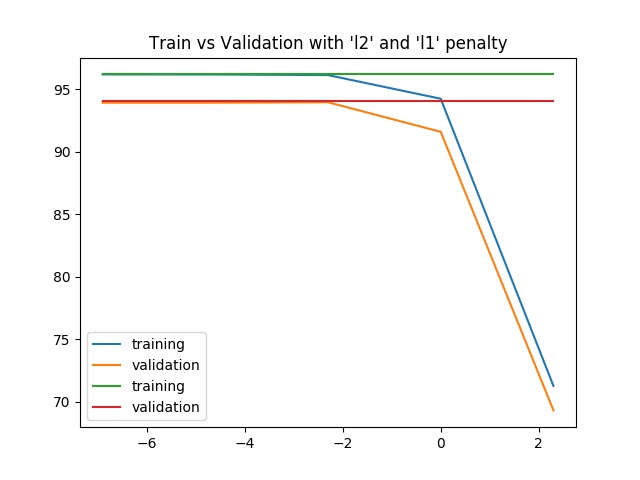 Train vs Validation with 'l2' and 'l1' penalty
95
90
85
80
75
70
training
validation
training
validation
−6
−4
−2
0
2